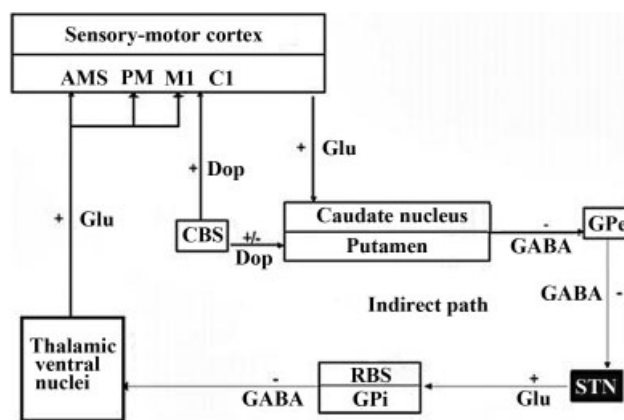 Sensory-motor cortex
AMS PM M1 C1
+ Dop
+ Glu
+ Glu
CBS
+/-
Dop
Caudate nucleus
Putamen
-
GABA
GPe
GABA -
Indirect path
Thalamic
ventral
nuclei
-
GABA
RBS
GPi
+
Glu
STN